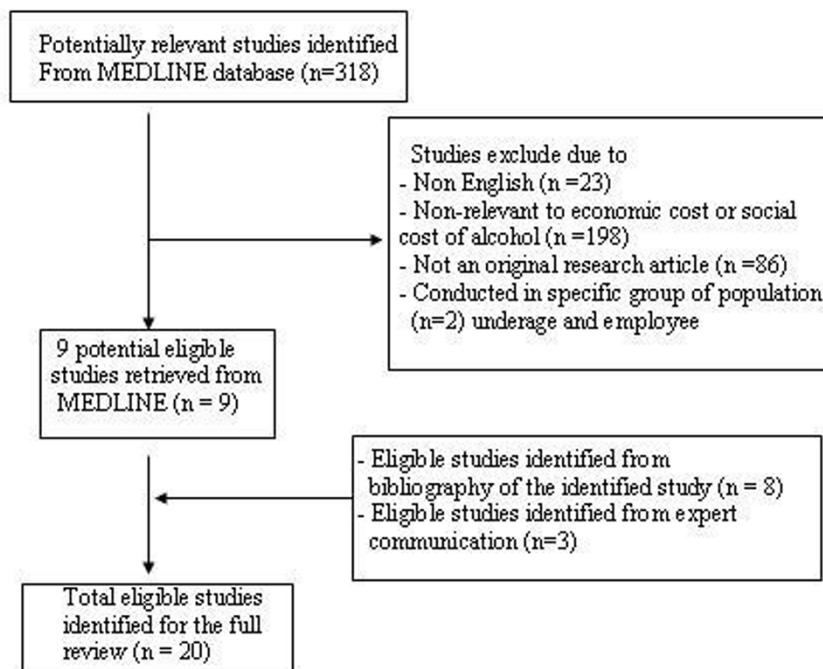 Potentially relevant studies identified
From MEDLINE database (n=318)
Studies exclude due to
- Non English (n =23)
- Non-relevant to economic cost or social
cost of alcohol (n =198)
- Not an original research article (n =86)
- Conducted in specific group of population
(n=2) underage and employee
9 potential eligible
studies retrieved from
MEDLINE (n = 9)
- Eligible studies identified from
bibliography of the identified study (n = 8)
- Eligible studies identified from expert
communication (n=3)
Total eligible studies
identified for the full
review (n = 20)